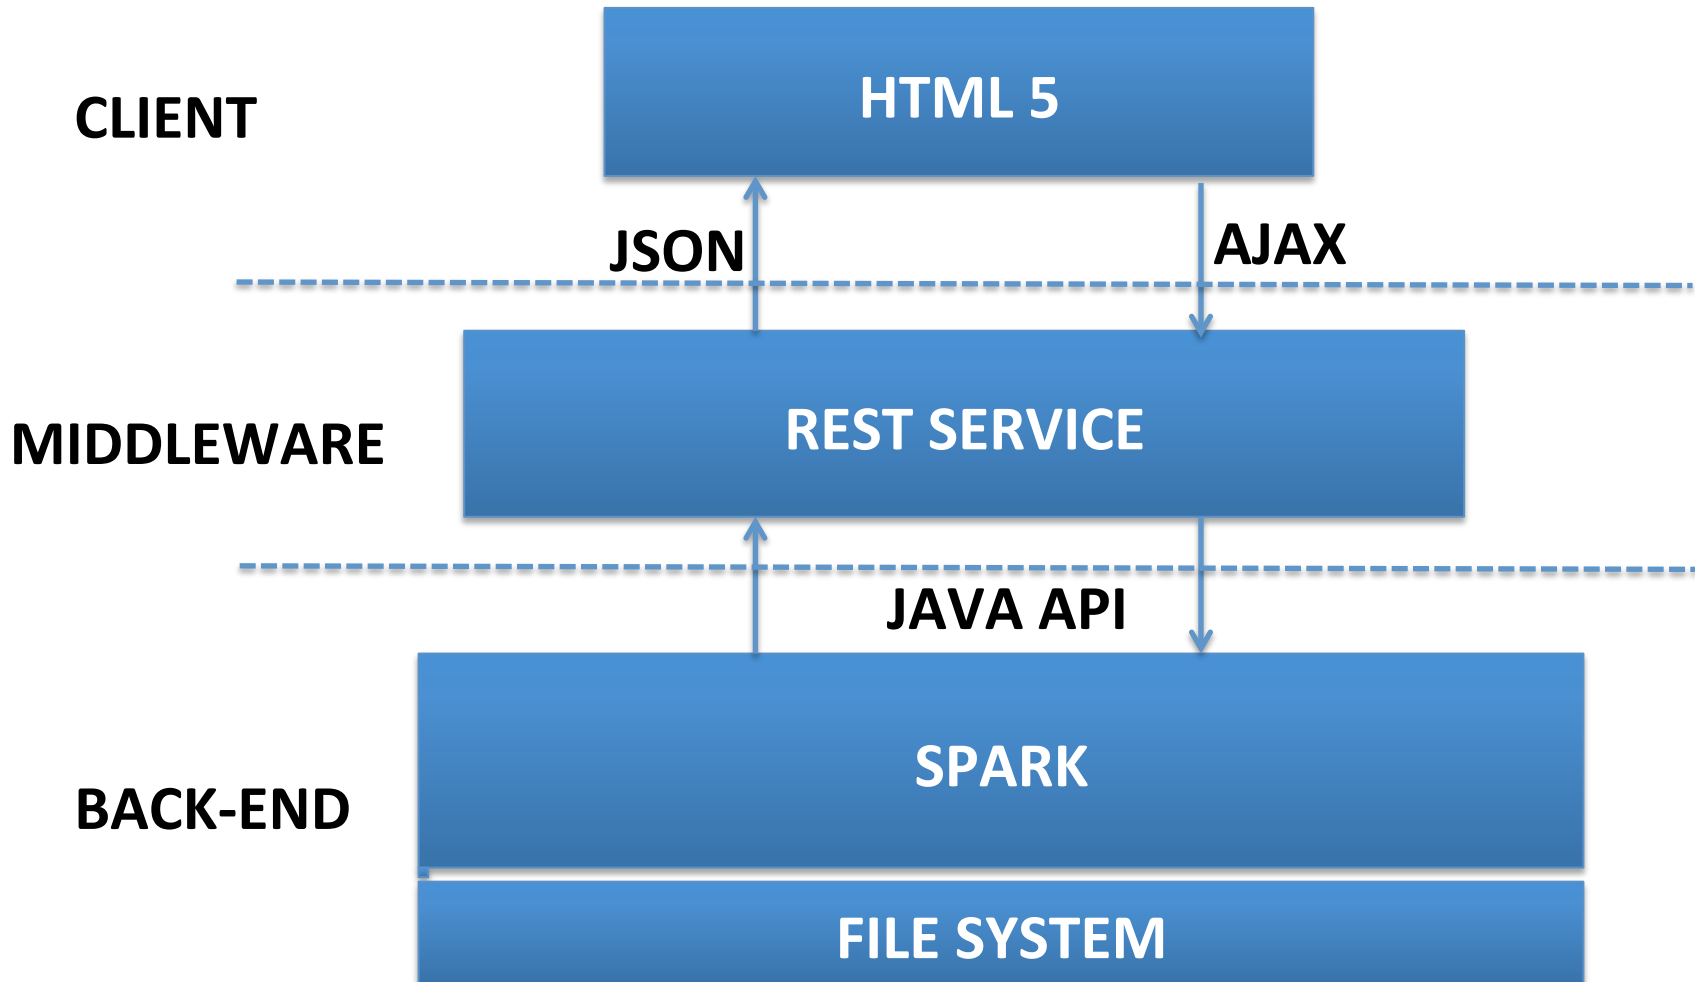 HTML 5
CLIENT
JSON
AJAX
REST SERVICE
MIDDLEWARE
JAVA API
SPARK
BACK-END
FILE SYSTEM